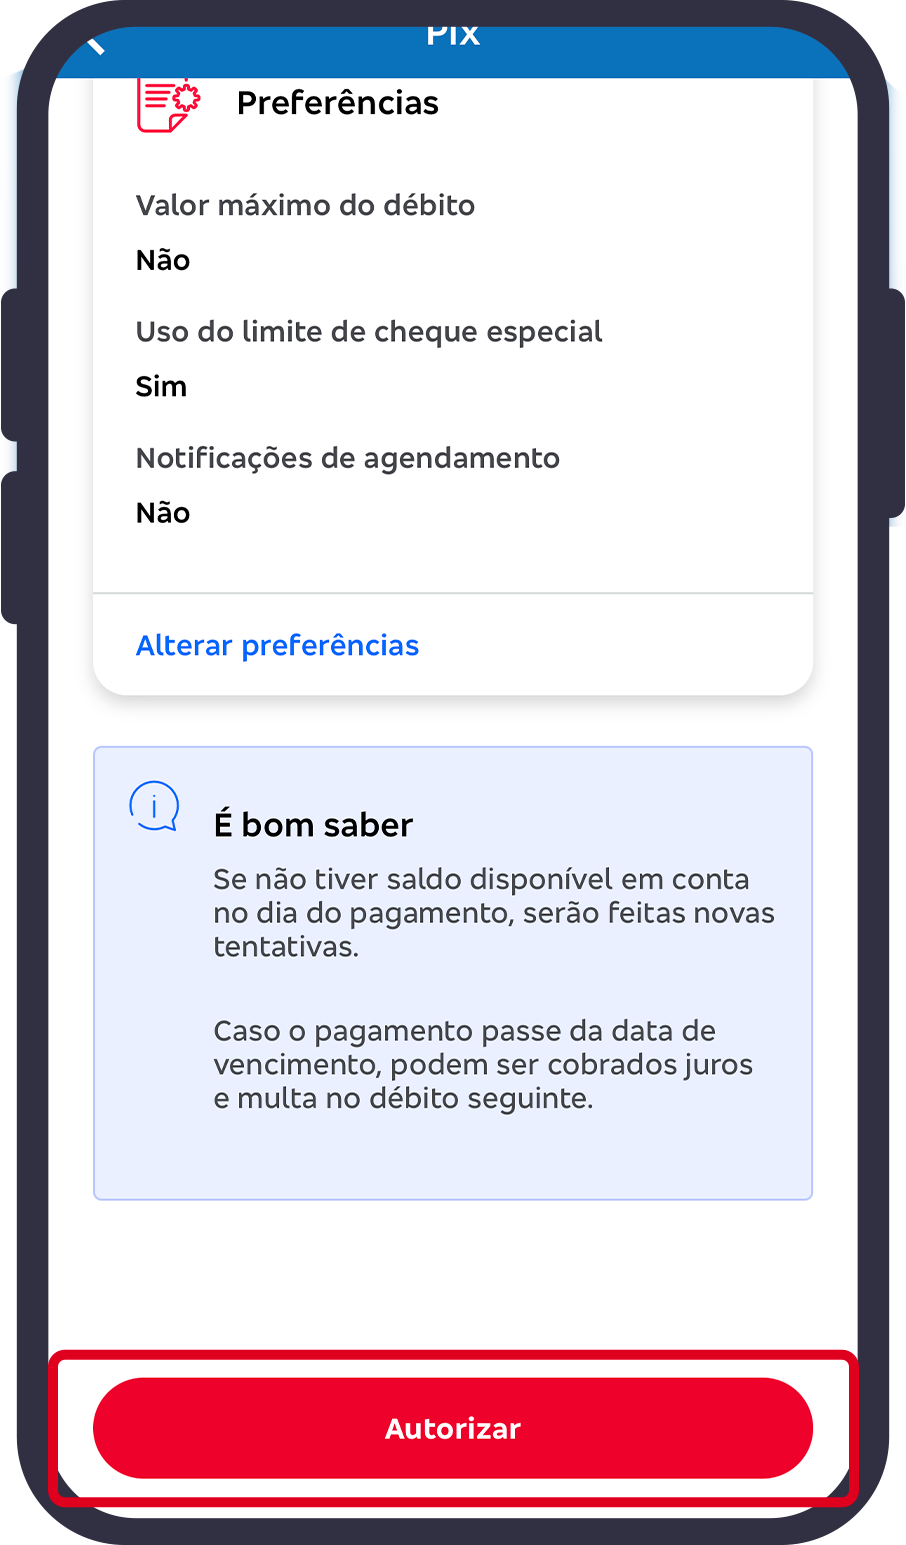 Pix
Preferências
Valor máximo do débito
Não
Uso do limite de cheque especial
Sim
Notificações de agendamento
Não
Alterar preferências
É bom saber
Se não tiver saldo disponível em conta
no dia do pagamento, serão feitas novas
tentativas.
Caso o pagamento passe da data de
vencimento, podem ser cobrados juros
e multa no débito seguinte.
Autorizar